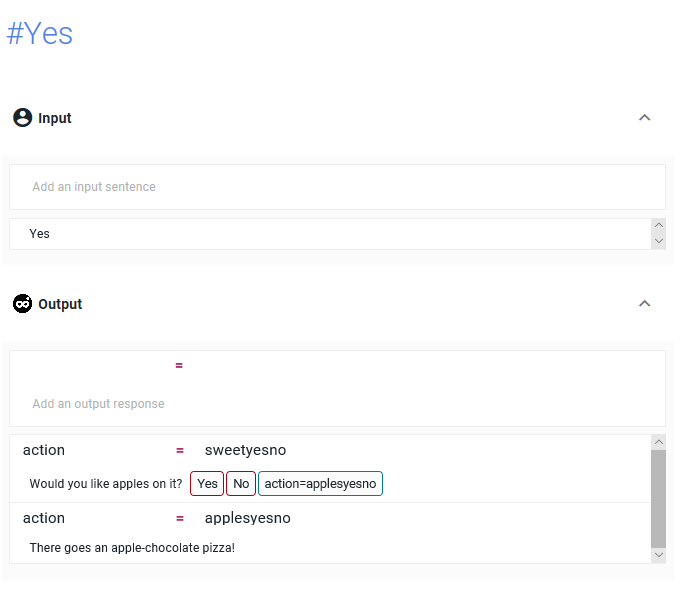 #Yes
Input
Add an input sentence
Yes
Output
=
Add an output response
action = sweetyesno
Would you like apples on it? Yes No action=applesyesno
action = applesyesno
There goes an apple-chocolate pizza!